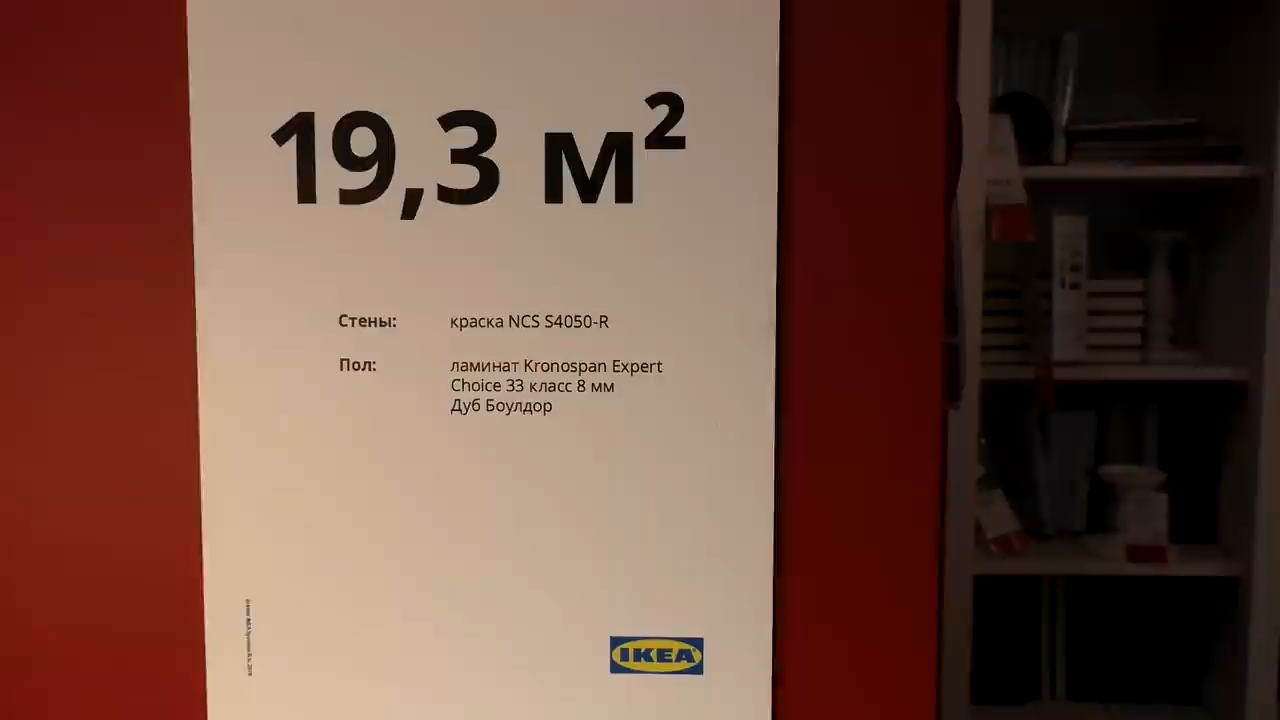 19,3 м²
Стены: краска NCS S4050-R
Пол: ламинат Kronospan Expert
Choice 33 класс 8 мм
Дуб Боулдор
IKEA